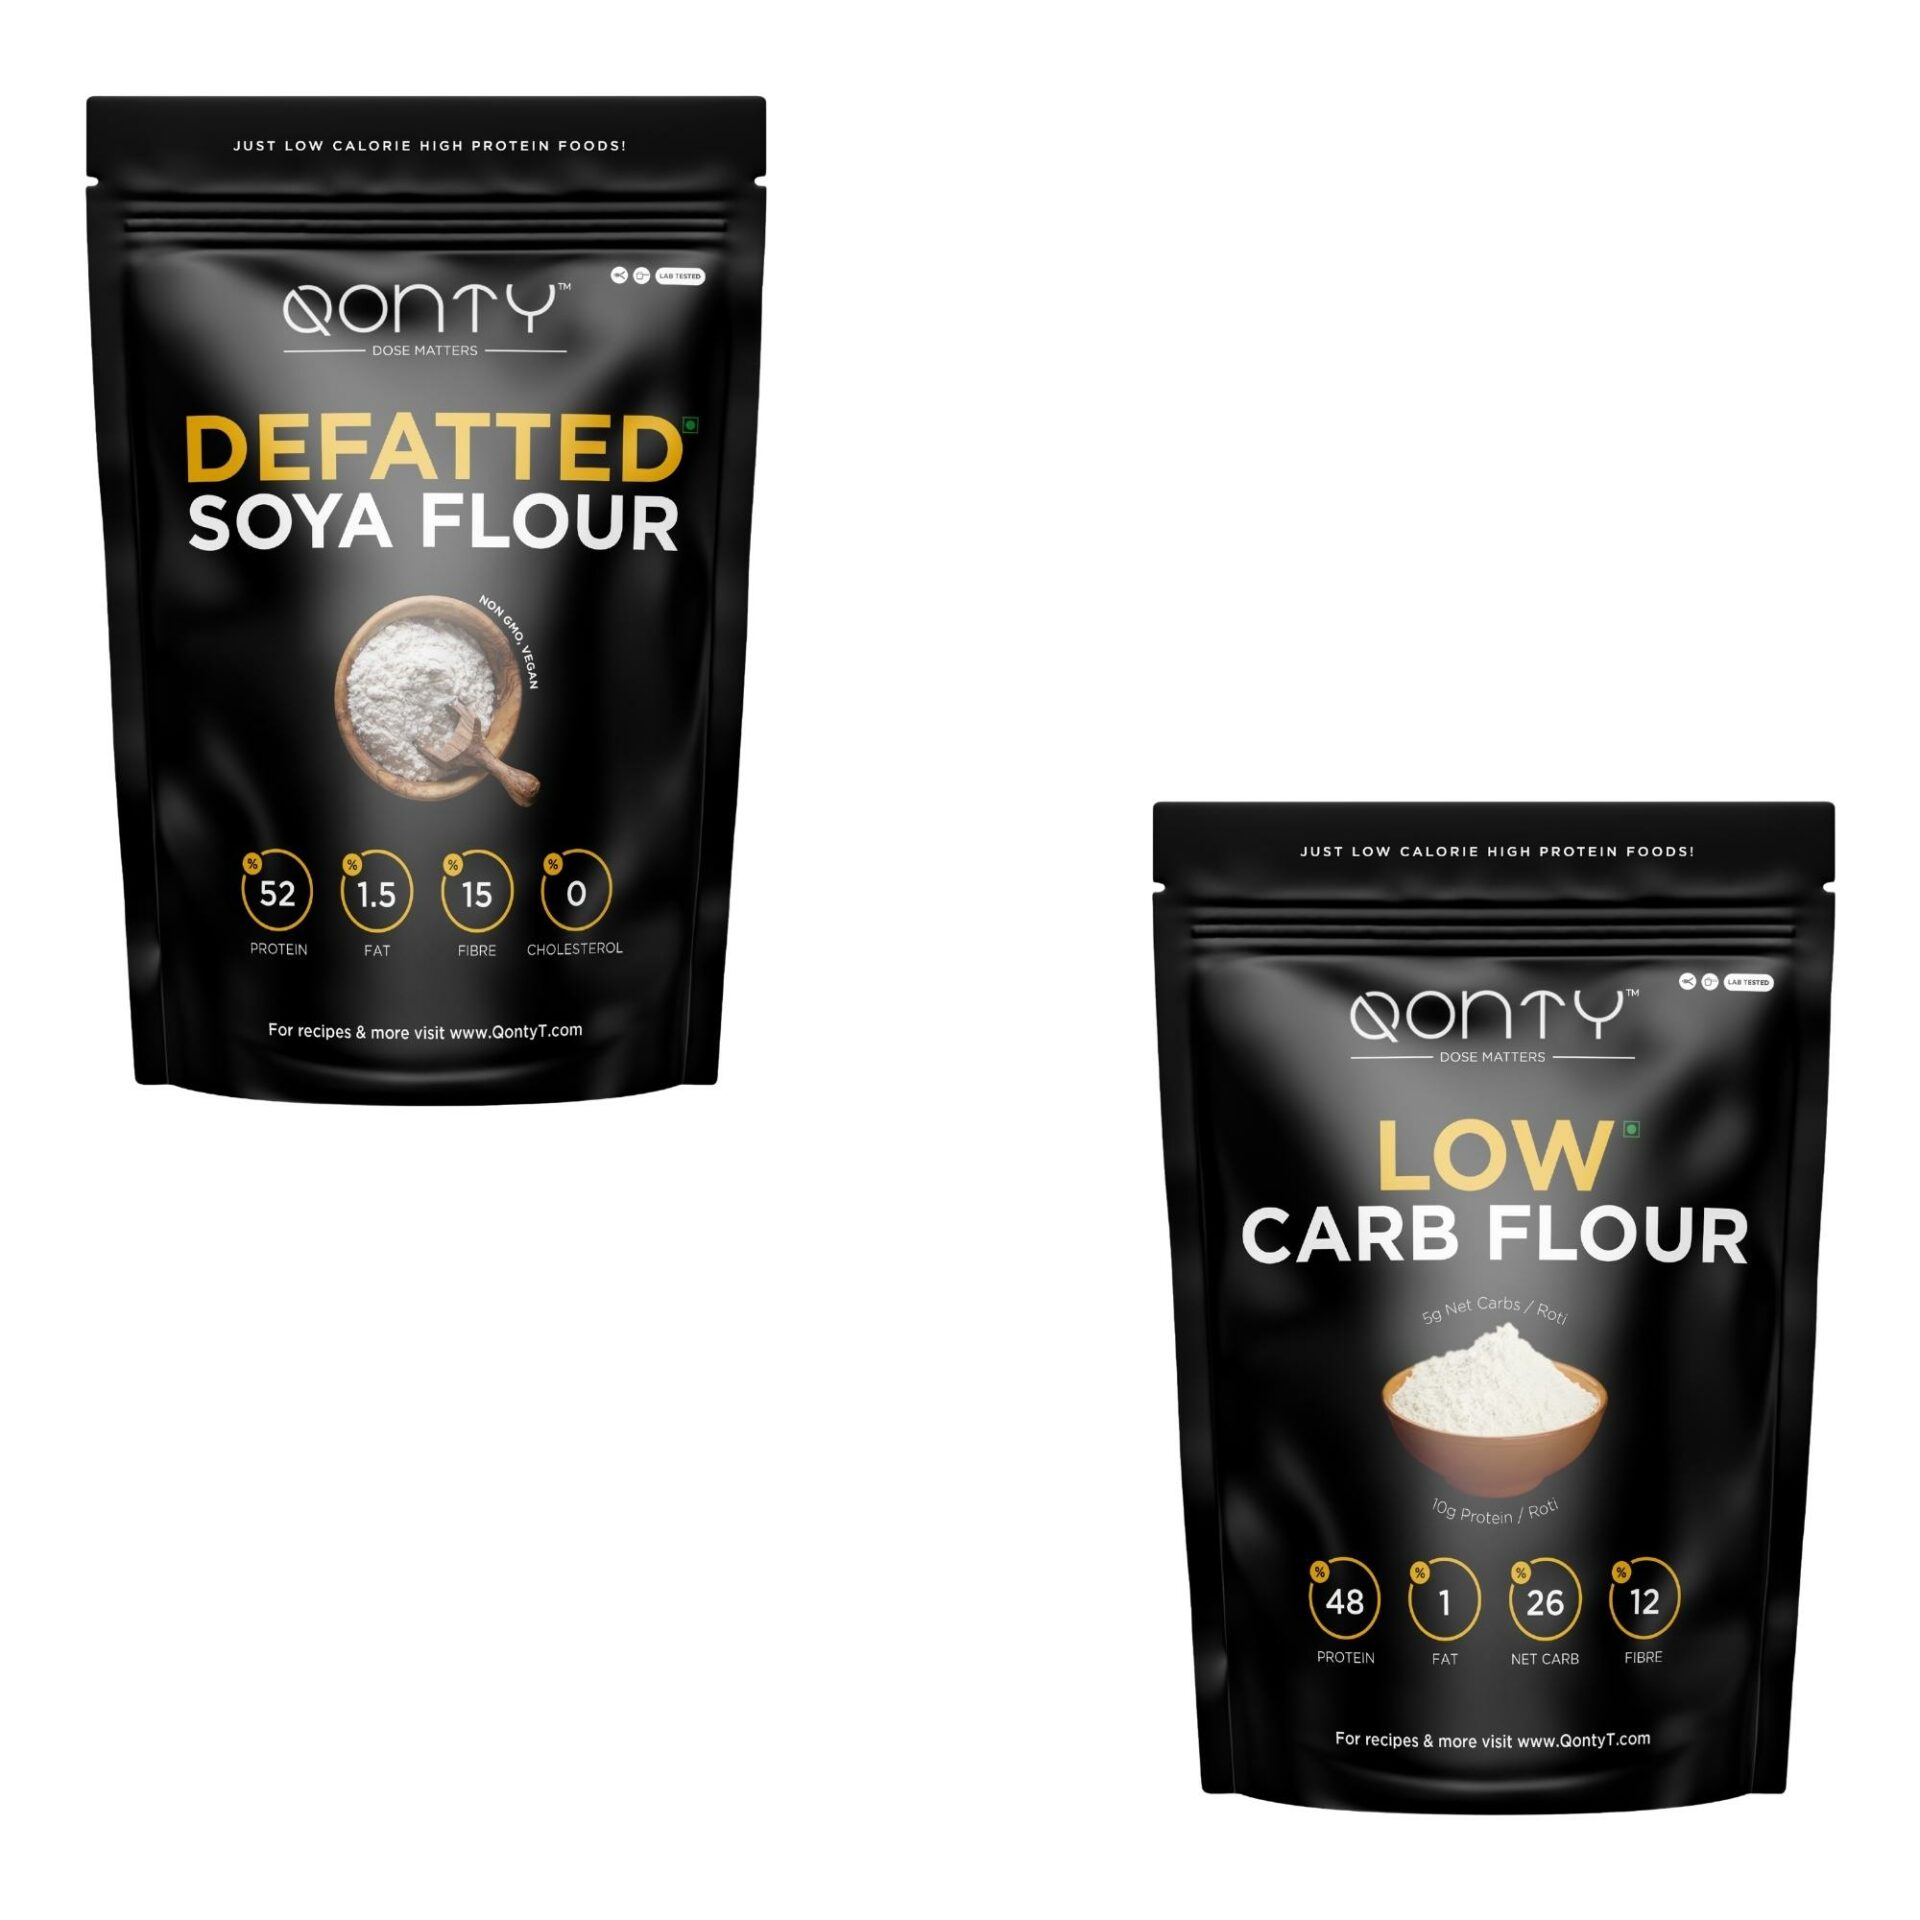 JUST LOW CALORIE HIGH PROTEIN FOODS!
QONTY™
LAB TESTED
DOSE MATTERS
DEFATTED
SOYA FLOUR
NON GMO, VEGAN
% % % %
52 1.5 15 0
PROTEIN FAT FIBRE CHOLESTEROL
For recipes & more visit www.QontyT.com
JUST LOW CALORIE HIGH PROTEIN FOODS!
QONTY™
LAB TESTED
DOSE MATTERS
LOW
CARB FLOUR
5g Net Carbs / Roti
10g Protein / Roti
% % % %
48 1 26 12
PROTEIN FAT NET CARB FIBRE
For recipes & more visit www.QontyT.com